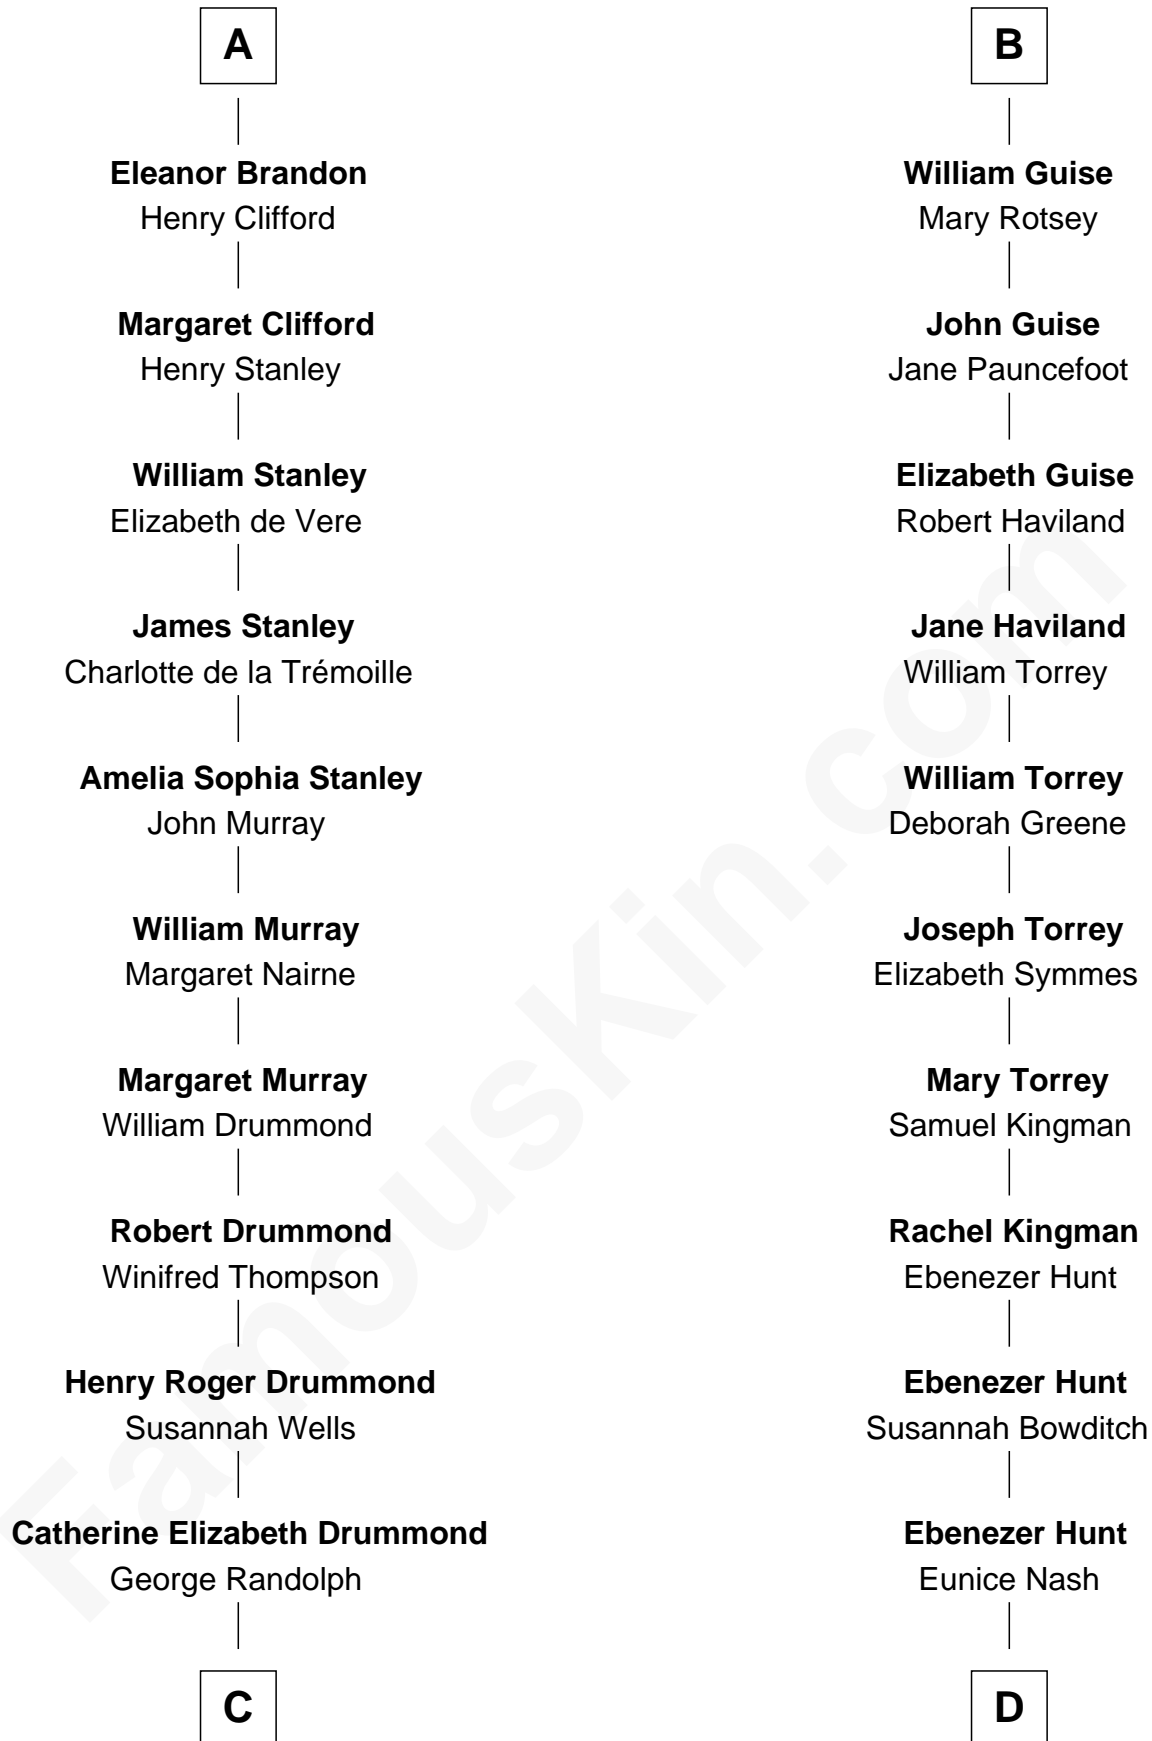 A
Eleanor Brandon
Henry Clifford
Margaret Clifford
Henry Stanley
William Stanley
Elizabeth de Vere
James Stanley
Charlotte de la Trémoille
Amelia Sophia Stanley
John Murray
William Murray
Margaret Nairne
Margaret Murray
William Drummond
Robert Drummond
Winifred Thompson
Henry Roger Drummond
Susannah Wells
Catherine Elizabeth Drummond
George Randolph
C
B
William Guise
Mary Rotsey
John Guise
Jane Pauncefoot
Elizabeth Guise
Robert Haviland
Jane Haviland
William Torrey
William Torrey
Deborah Greene
Joseph Torrey
Elizabeth Symmes
Mary Torrey
Samuel Kingman
Rachel Kingman
Ebenezer Hunt
Ebenezer Hunt
Susannah Bowditch
Ebenezer Hunt
Eunice Nash
D
FamousKin.com